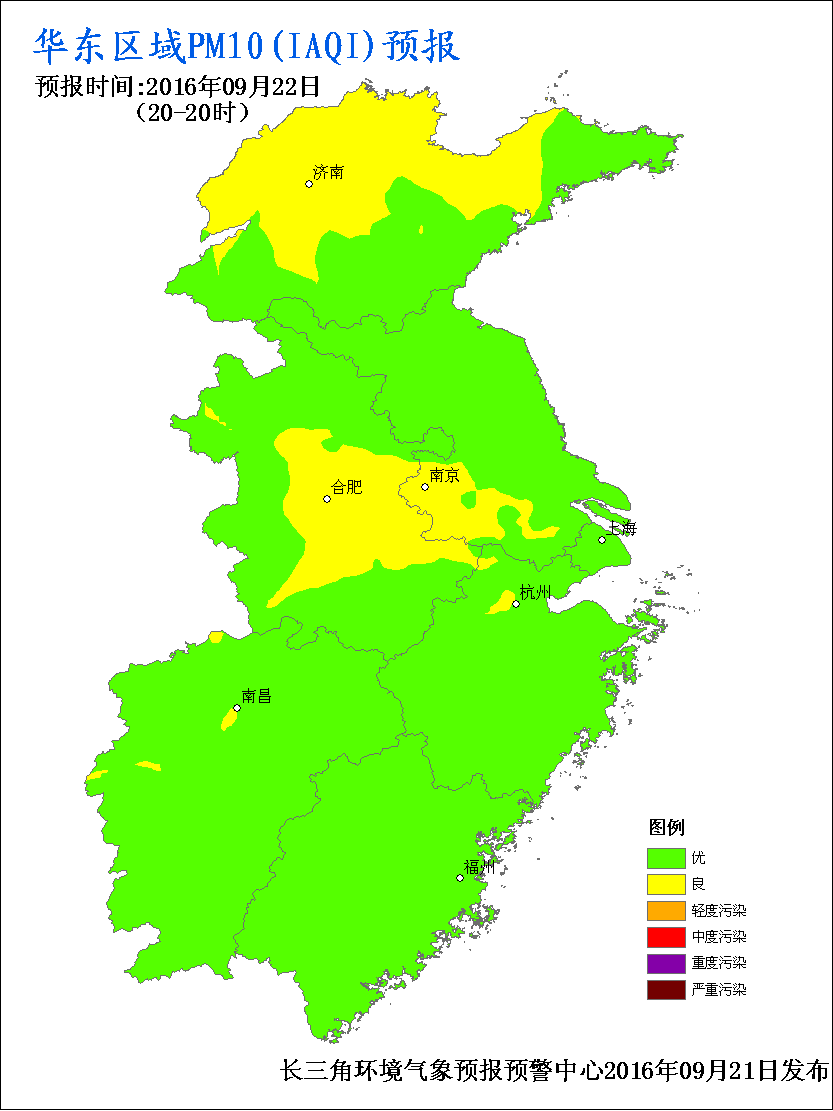 华东区域PM10(IAQI)预报
预报时间:2016年09月22日
(20-20时)
济南
南京
合肥
上海
杭州
南昌
福州
图例
优
良
轻度污染
中度污染
重度污染
严重污染
长三角环境气象预报预警中心2016年09月21日发布